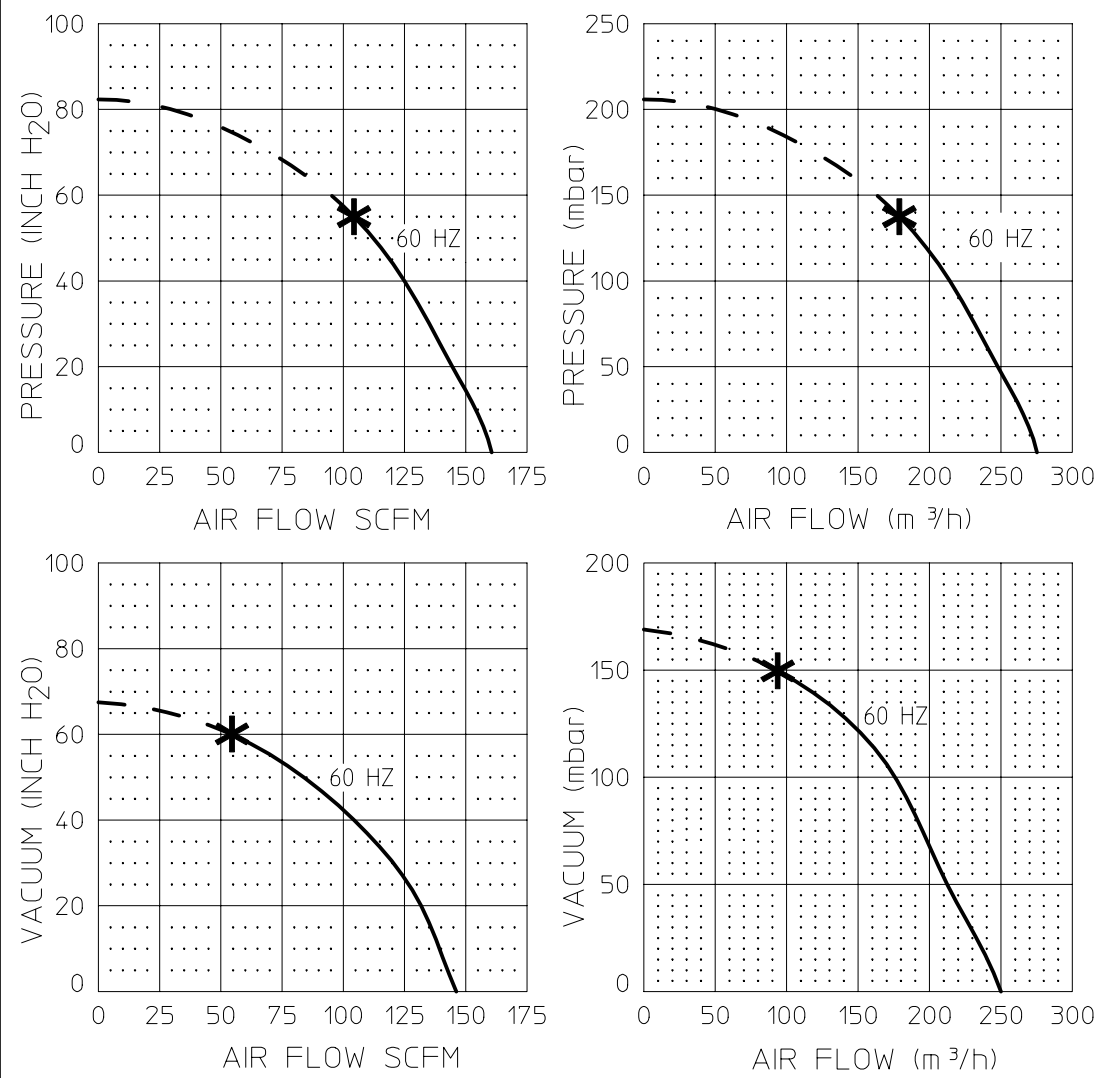 100
80
60
40
20
0
PRESSURE (INCH H2O)
60 HZ
0 25 50 75 100 125 150 175
AIR FLOW SCFM
250
200
150
100
50
0
PRESSURE (mbar)
60 HZ
0 50 100 150 200 250 300
AIR FLOW (m³/h)
100
80
60
40
20
0
VACUUM (INCH H2O)
60 HZ
0 25 50 75 100 125 150 175
AIR FLOW SCFM
200
150
100
50
0
VACUUM (mbar)
60 HZ
0 50 100 150 200 250 300
AIR FLOW (m³/h)